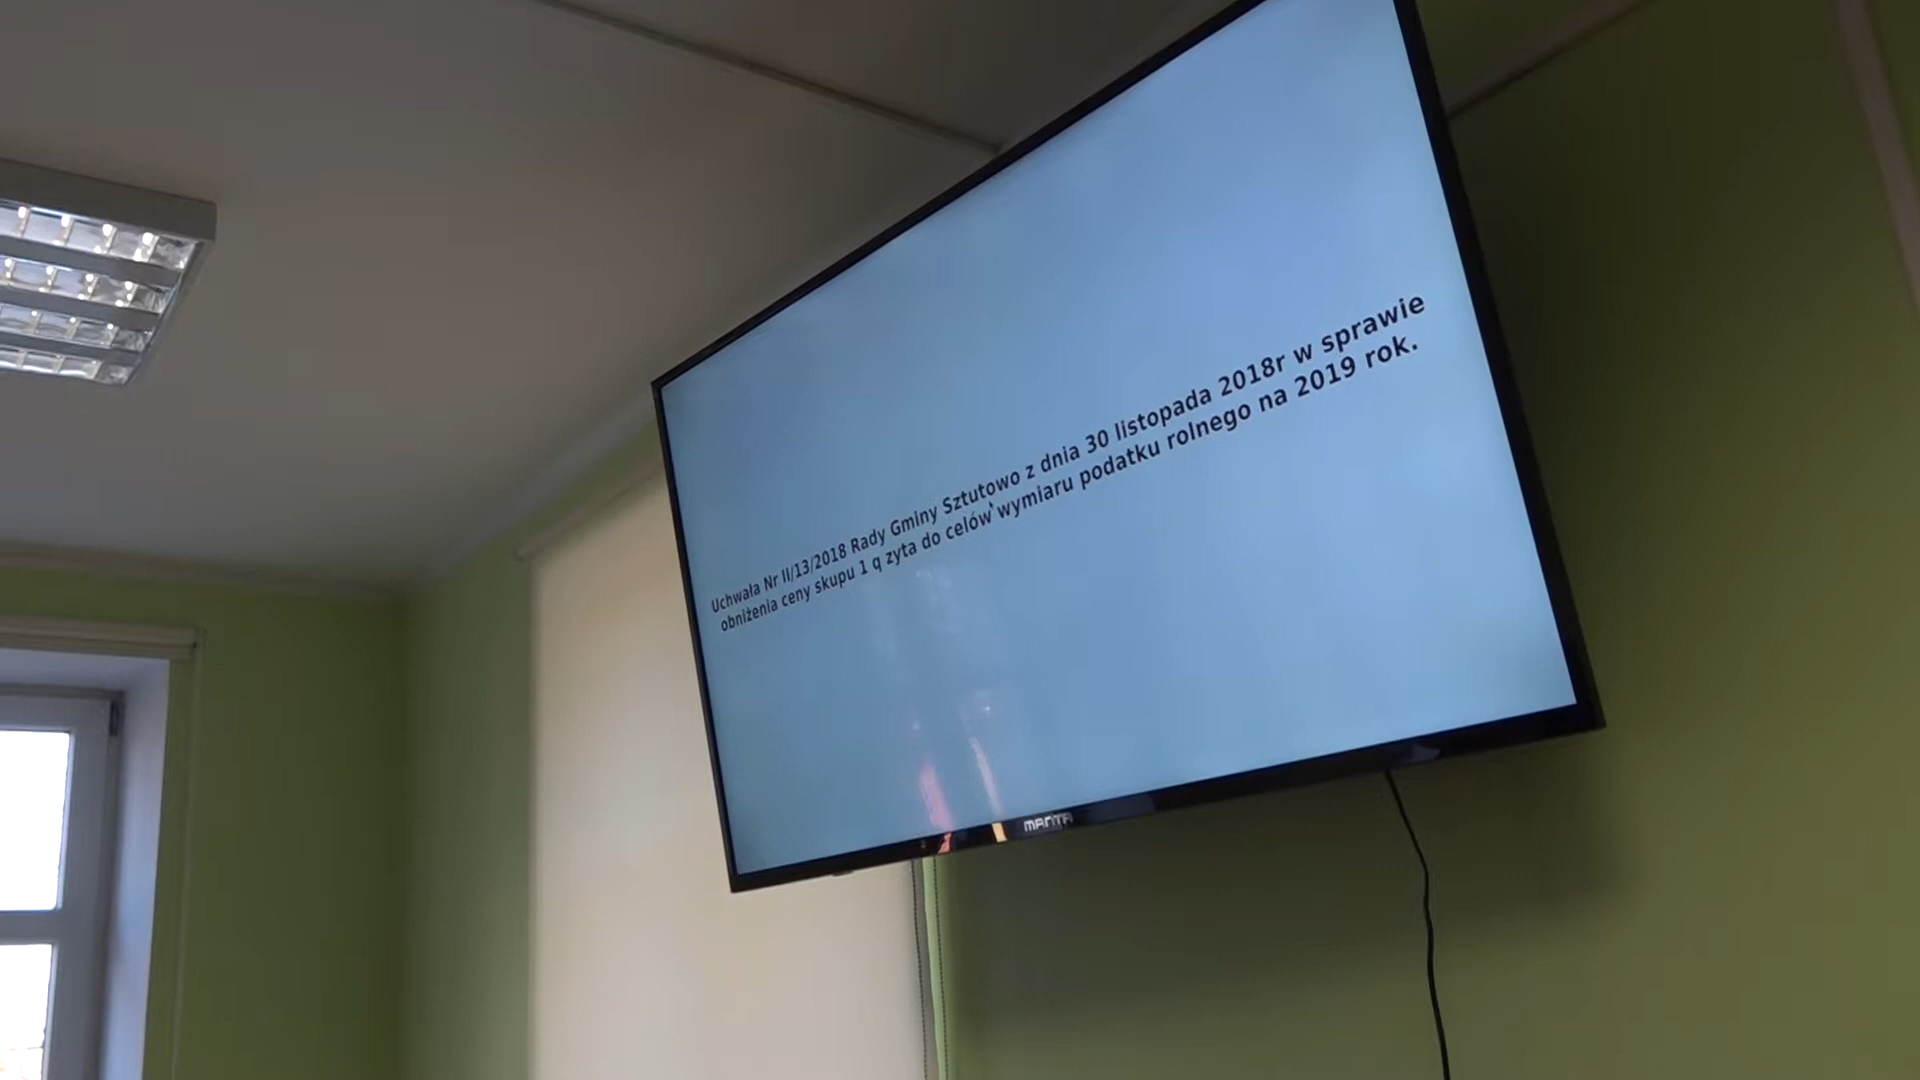 Uchwała Nr II/13/2018 Rady Gminy Sztutowo z dnia 30 listopada 2018r w sprawie
obniżenia ceny skupu 1 q zyta do celów wymiaru podatku rolnego na 2019 rok.
manta